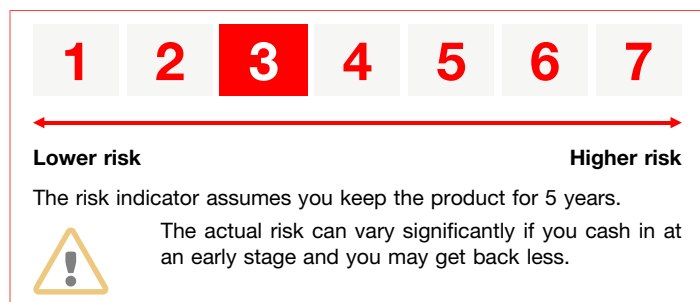 1 2 3 4 5 6 7
Lower risk Higher risk
The risk indicator assumes you keep the product for 5 years.
The actual risk can vary significantly if you cash in at
an early stage and you may get back less.